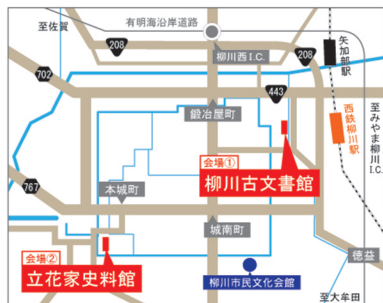 至佐賀
有明海沿岸道路
208
柳川西I.C.
208
矢加部駅
702
443
鍛冶屋町
西鉄柳川駅
至みやま柳川I.C.
会場①
柳川古文書館
767
本城町
城南町
会場②
立花家史料館
柳川市民文化会館
徳益
至大牟田